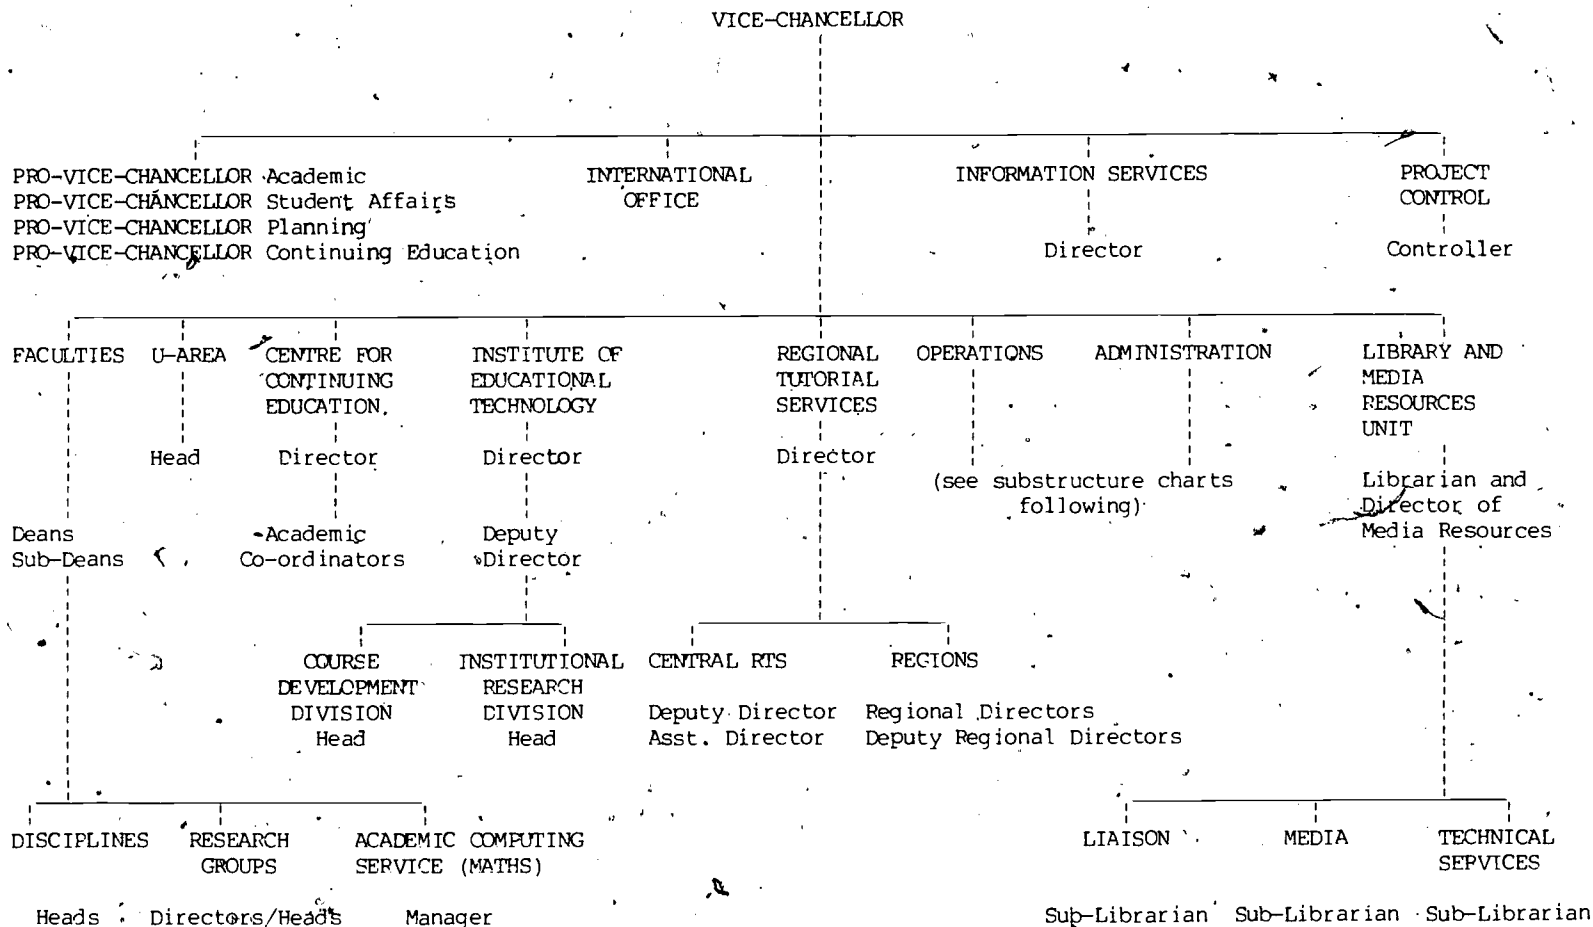 VICE-CHANCELLOR
PRO-VICE-CHANCELLOR Academic
PRO-VICE-CHANCELLOR Student Affairs
PRO-VICE-CHANCELLOR Planning
PRO-VICE-CHANCELLOR Continuing Education
INTERNATIONAL
OFFICE
INFORMATION SERVICES
Director
PROJECT
CONTROL
Controller
FACULTIES
Deans
Sub-Deans
U-AREA
Head
CENTRE FOR
CONTINUING
EDUCATION
Director
Academic
Co-ordinators
INSTITUTE OF
EDUCATIONAL
TECHNOLOGY
Director
Deputy
Director
REGIONAL
TUTORIAL
SERVICES
Director
OPERATIONS
ADMINISTRATION
(see substructure charts
following)
LIBRARY AND
MEDIA
RESOURCES
UNIT
Librarian and
Director of
Media Resources
COURSE
DEVELOPMENT
DIVISION
Head
INSTITUTIONAL
RESEARCH
DIVISION
Head
CENTRAL RTS
Deputy Director
Asst. Director
REGIONS
Regional Directors
Deputy Regional Directors
DISCIPLINES
Heads
RESEARCH
GROUPS
Directors/Heads
ACADEMIC COMPUTING
SERVICE (MATHS)
Manager
LIAISON
Sub-Librarian
MEDIA
Sub-Librarian
TECHNICAL
SERVICES
Sub-Librarian